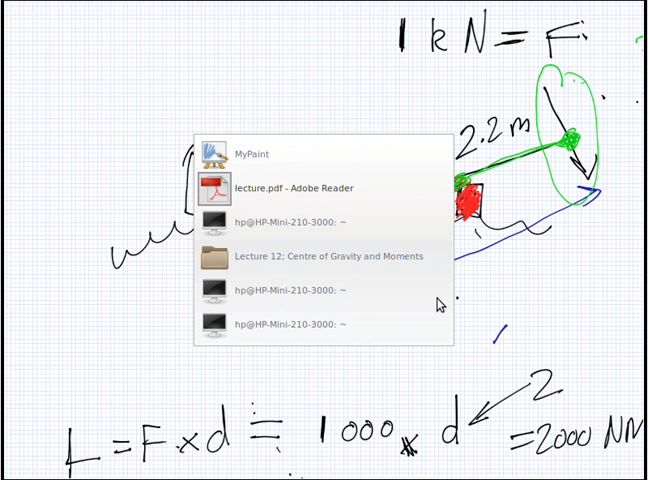 1 kN = F
2.2 m
MyPaint
lecture.pdf - Adobe Reader
hp@HP-Mini-210-3000: ~
Lecture 12; Centre of Gravity and Moments
hp@HP-Mini-210-3000: ~
hp@HP-Mini-210-3000: ~
2
= F × d = 1000 × d
= 2000 NM